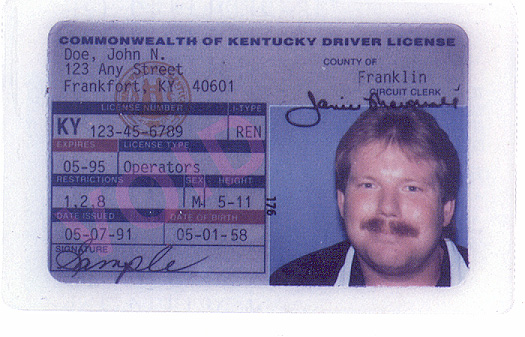 COMMONWEALTH OF KENTUCKY DRIVER LICENSE
Doe, John N.
123 Any Street
Frankfort KY 40601
COUNTY OF
Franklin
CIRCUIT CLERK
LICENSE NUMBER I-TYPE
KY 123-45-6789 REN
EXPIRES LICENSE TYPE
05-95 Operators
RESTRICTIONS SEX HEIGHT
1,2,8 M 5-11
DATE ISSUED DATE OF BIRTH
05-07-91 05-01-58
SIGNATURE
Sample
176